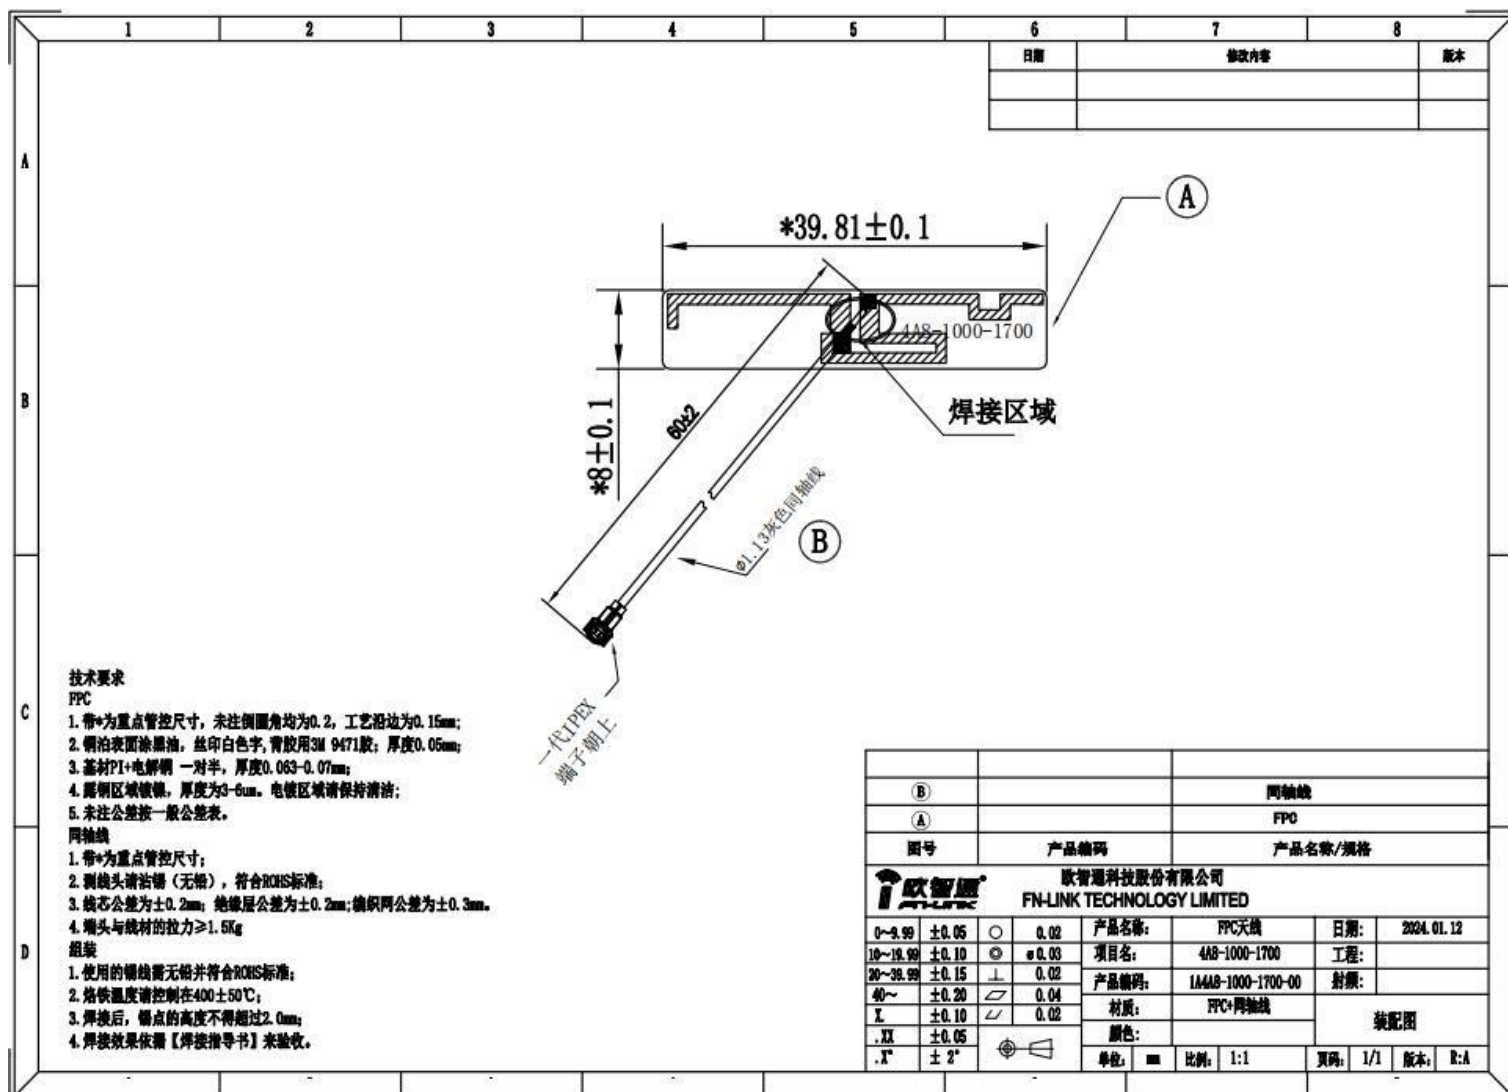 1 2 3 4 5 6 7 8
日期 修改内容 版本
A
B
C
D
A
*39.81±0.1
4A8-1000-1700
*8±0.1
60±2
焊接区域
Φ1.13灰色同轴线
B
一代IPEX
端子朝上
技术要求
FPC
1.带*为重点管控尺寸，未注倒圆角均为0.2，工艺沿边为0.15mm;
2.铜泊表面涂黑油，丝印白色字,背胶用3M 9471胶；厚度0.05mm;
3.基材PI+电解铜 一对半，厚度0.063-0.07mm;
4.露铜区域镀镍，厚度为3-6um。电镀区域请保持清洁;
5.未注公差按一般公差表。
同轴线
1.带*为重点管控尺寸;
2.剥线头请沾锡（无铅），符合ROHS标准;
3.线芯公差为±0.2mm；绝缘层公差为±0.2mm;编织网公差为±0.3mm。
4.端头与线材的拉力≥1.5Kg
组装
1.使用的锡线需无铅并符合ROHS标准;
2.烙铁温度请控制在400±50℃;
3.焊接后，锡点的高度不得超过2.0mm;
4.焊接效果依据【焊接指导书】来验收。
B 同轴线
A FPC
图号 产品编码 产品名称/规格
欧智通 FN-LINK
欧智通科技股份有限公司
FN-LINK TECHNOLOGY LIMITED
0~9.99 ±0.05 ○ 0.02 产品名称: FPC天线 日期: 2024.01.12
10~19.99 ±0.10 ◎ ø0.03 项目名: 4A8-1000-1700 工程:
20~39.99 ±0.15 ⊥ 0.02 产品编码: 1A4A8-1000-1700-00 射频:
40~ ±0.20 ▱ 0.04 材质: FPC+同轴线 装配图
X. ±0.10 0.02 颜色:
.XX ±0.05
.X° ± 2° 单位: mm 比例: 1:1 页码: 1/1 版本: R:A